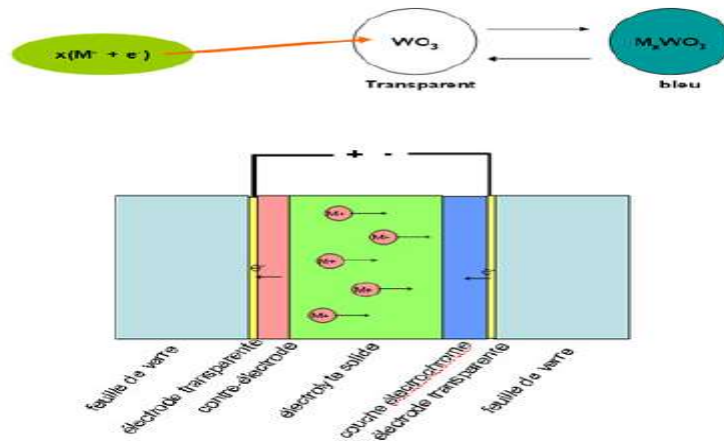 x(M⁺ + e⁻)
WO₃
MₓWO₃
Transparent
bleu
+ -
M+
M+
M+
M+
M+
e-
e-
feuille de verre
électrode transparente
contre-électrode
électrolyte solide
couche électrochrome
électrode transparente
feuille de verre